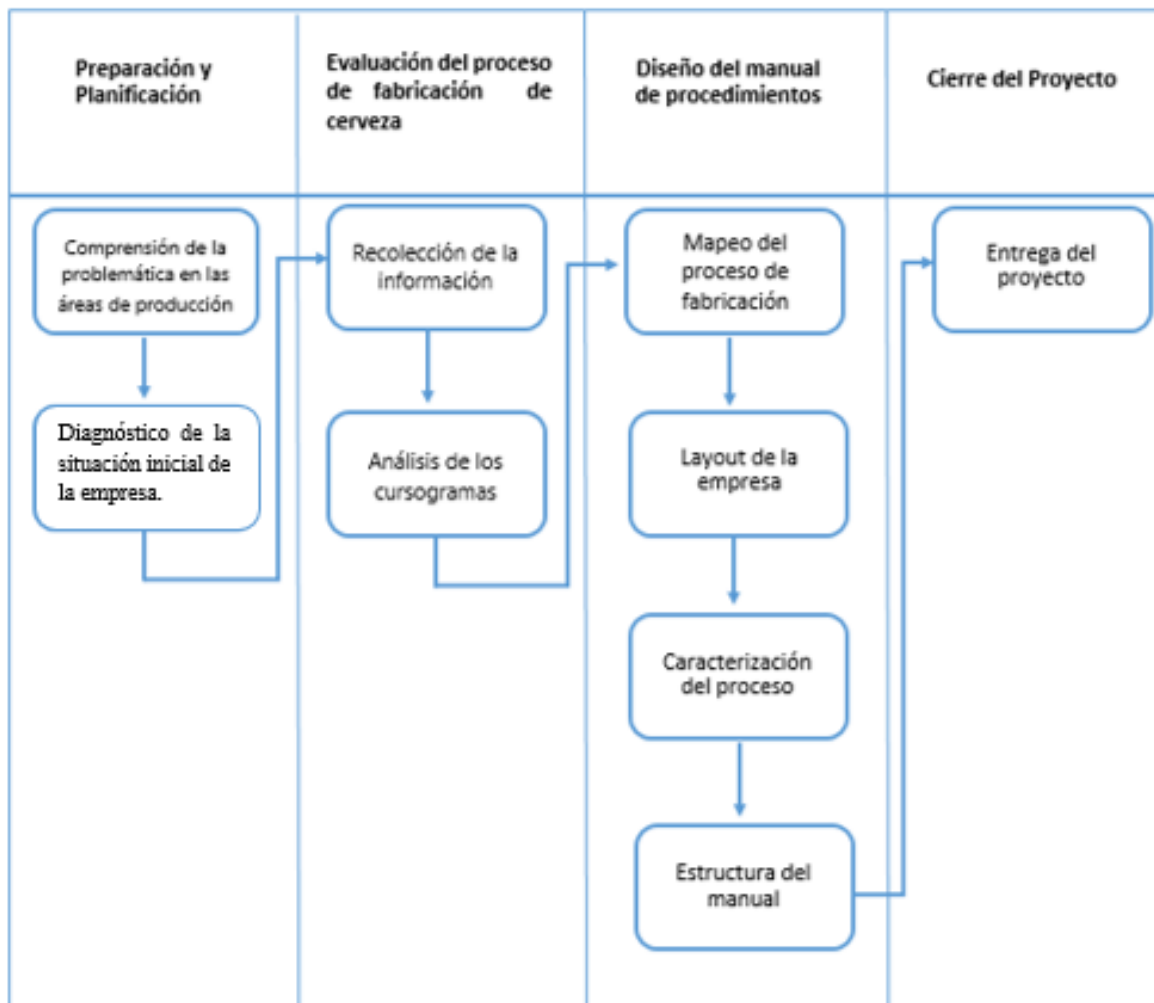 Preparación y
Planificación
Evaluación del proceso
de fabricación de
cerveza
Diseño del manual
de procedimientos
Cierre del Proyecto
Comprensión de la
problemática en las
áreas de producción
Diagnóstico de la
situación inicial de
la empresa.
Recolección de la
información
Análisis de los
cursogramas
Mapeo del
proceso de
fabricación
Layout de la
empresa
Caracterización
del proceso
Estructura del
manual
Entrega del
proyecto